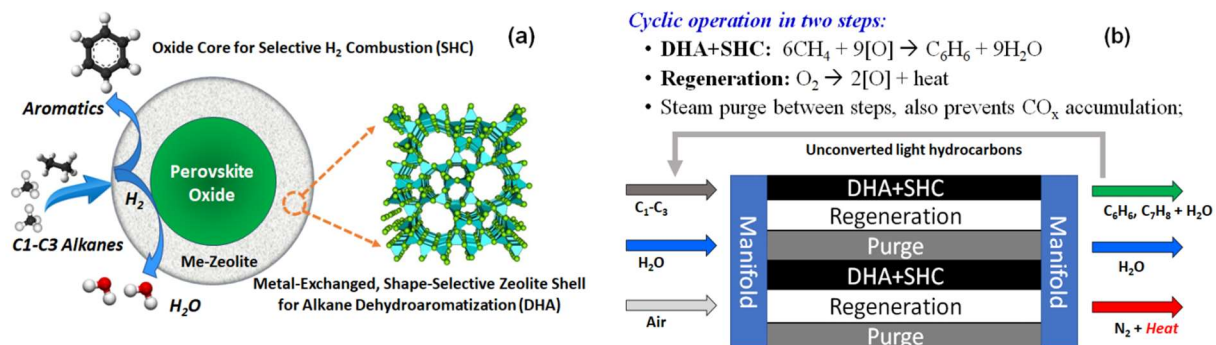 Oxide Core for Selective H₂ Combustion (SHC)
(a)
Aromatics
C1-C3 Alkanes
H₂
H₂O
Perovskite
Oxide
Me-Zeolite
Metal-Exchanged, Shape-Selective Zeolite Shell
for Alkane Dehydroaromatization (DHA)
Cyclic operation in two steps:
(b)
• DHA+SHC: 6CH₄ + 9[O] → C₆H₆ + 9H₂O
• Regeneration: O₂ → 2[O] + heat
• Steam purge between steps, also prevents COₓ accumulation;
Unconverted light hydrocarbons
C₁-C₃
H₂O
Air
Manifold
DHA+SHC
Regeneration
Purge
DHA+SHC
Regeneration
Purge
Manifold
C₆H₆, C₇H₈ + H₂O
H₂O
N₂ + Heat